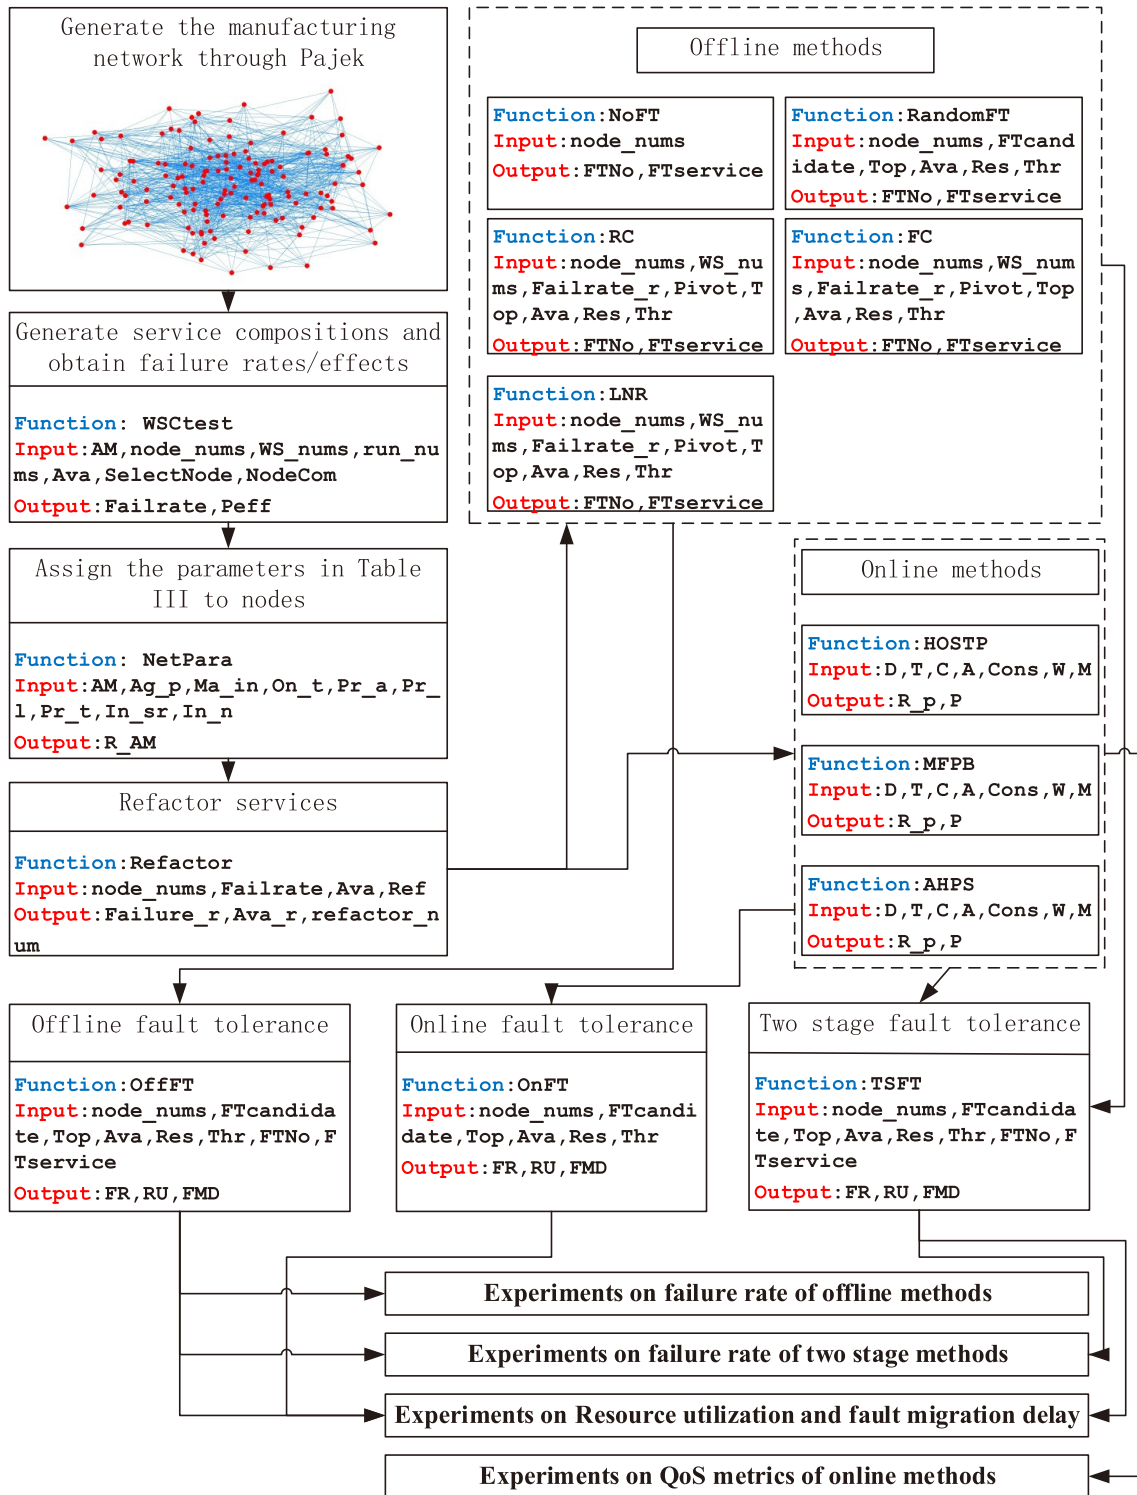 Generate the manufacturing
network through Pajek
Generate service compositions and
obtain failure rates/effects
Function: WSCtest
Input:AM,node_nums,WS_nums,run_nu
ms,Ava,SelectNode,NodeCom
Output:Failrate,Peff
Assign the parameters in Table
III to nodes
Function: NetPara
Input:AM,Ag_p,Ma_in,On_t,Pr_a,Pr_
l,Pr_t,In_sr,In_n
Output:R_AM
Refactor services
Function:Refactor
Input:node_nums,Failrate,Ava,Ref
Output:Failure_r,Ava_r,refactor_n
um
Offline methods
Function:NoFT
Input:node_nums
Output:FTNo,FTservice
Function:RandomFT
Input:node_nums,FTcand
idate,Top,Ava,Res,Thr
Output:FTNo,FTservice
Function:RC
Input:node_nums,WS_nu
ms,Failrate_r,Pivot,T
op,Ava,Res,Thr
Output:FTNo,FTservice
Function:FC
Input:node_nums,WS_num
s,Failrate_r,Pivot,Top
,Ava,Res,Thr
Output:FTNo,FTservice
Function:LNR
Input:node_nums,WS_nu
ms,Failrate_r,Pivot,T
op,Ava,Res,Thr
Output:FTNo,FTservice
Online methods
Function:HOSTP
Input:D,T,C,A,Cons,W,M
Output:R_p,P
Function:MFPB
Input:D,T,C,A,Cons,W,M
Output:R_p,P
Function:AHPS
Input:D,T,C,A,Cons,W,M
Output:R_p,P
Offline fault tolerance
Function:OffFT
Input:node_nums,FTcandida
te,Top,Ava,Res,Thr,FTNo,F
Tservice
Output:FR,RU,FMD
Online fault tolerance
Function:OnFT
Input:node_nums,FTcandi
date,Top,Ava,Res,Thr
Output:FR,RU,FMD
Two stage fault tolerance
Function:TSFT
Input:node_nums,FTcandida
te,Top,Ava,Res,Thr,FTNo,F
Tservice
Output:FR,RU,FMD
Experiments on failure rate of offline methods
Experiments on failure rate of two stage methods
Experiments on Resource utilization and fault migration delay
Experiments on QoS metrics of online methods